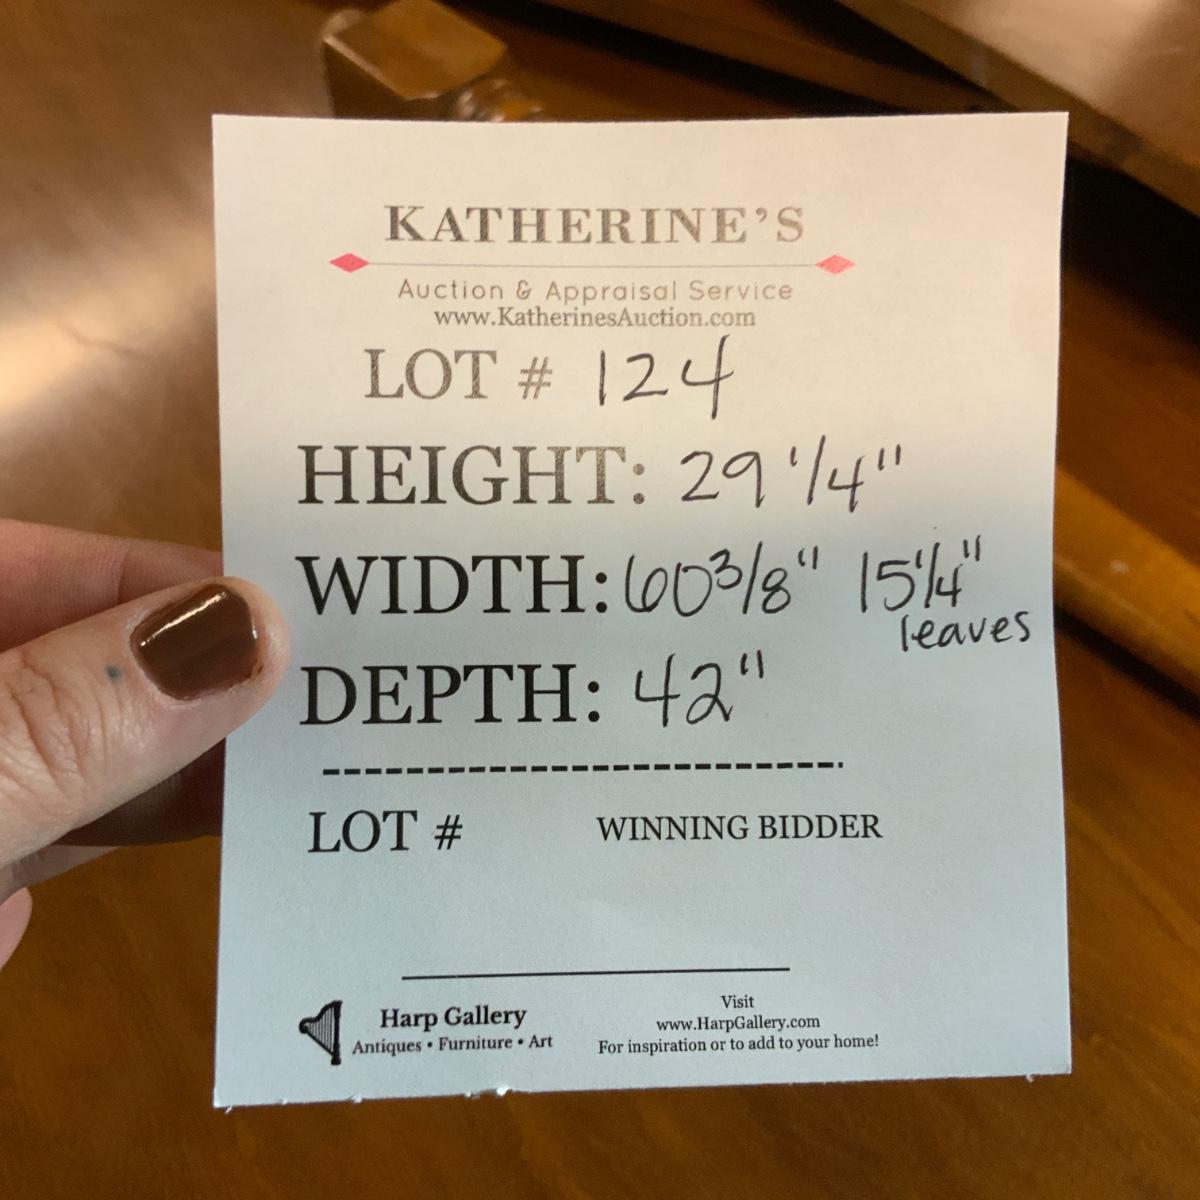 KATHERINE'S
Auction & Appraisal Service
www.KatherinesAuction.com
LOT # 124
HEIGHT: 29 1/4"
WIDTH: 60 3/8" 15 1/4"
leaves
DEPTH: 42"
LOT # WINNING BIDDER
Harp Gallery
Antiques • Furniture • Art
Visit
www.HarpGallery.com
For inspiration or to add to your home!